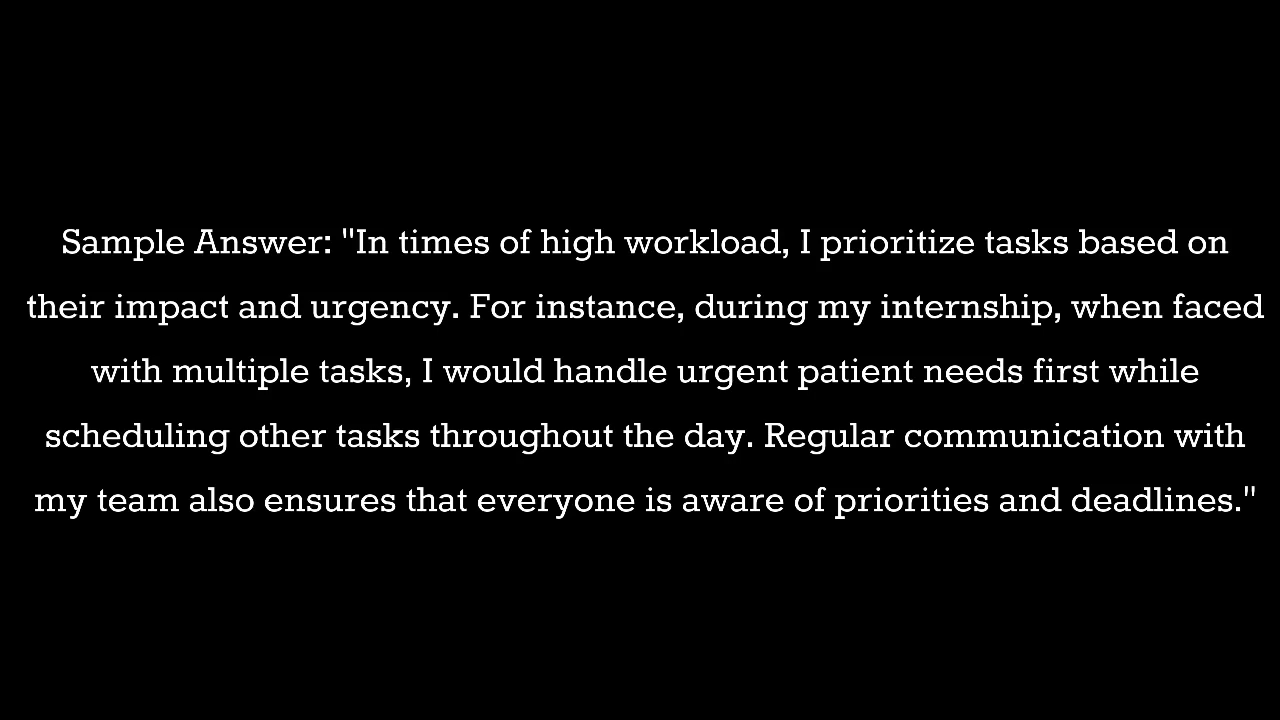 Sample Answer: "In times of high workload, I prioritize tasks based on
their impact and urgency. For instance, during my internship, when faced
with multiple tasks, I would handle urgent patient needs first while
scheduling other tasks throughout the day. Regular communication with
my team also ensures that everyone is aware of priorities and deadlines."